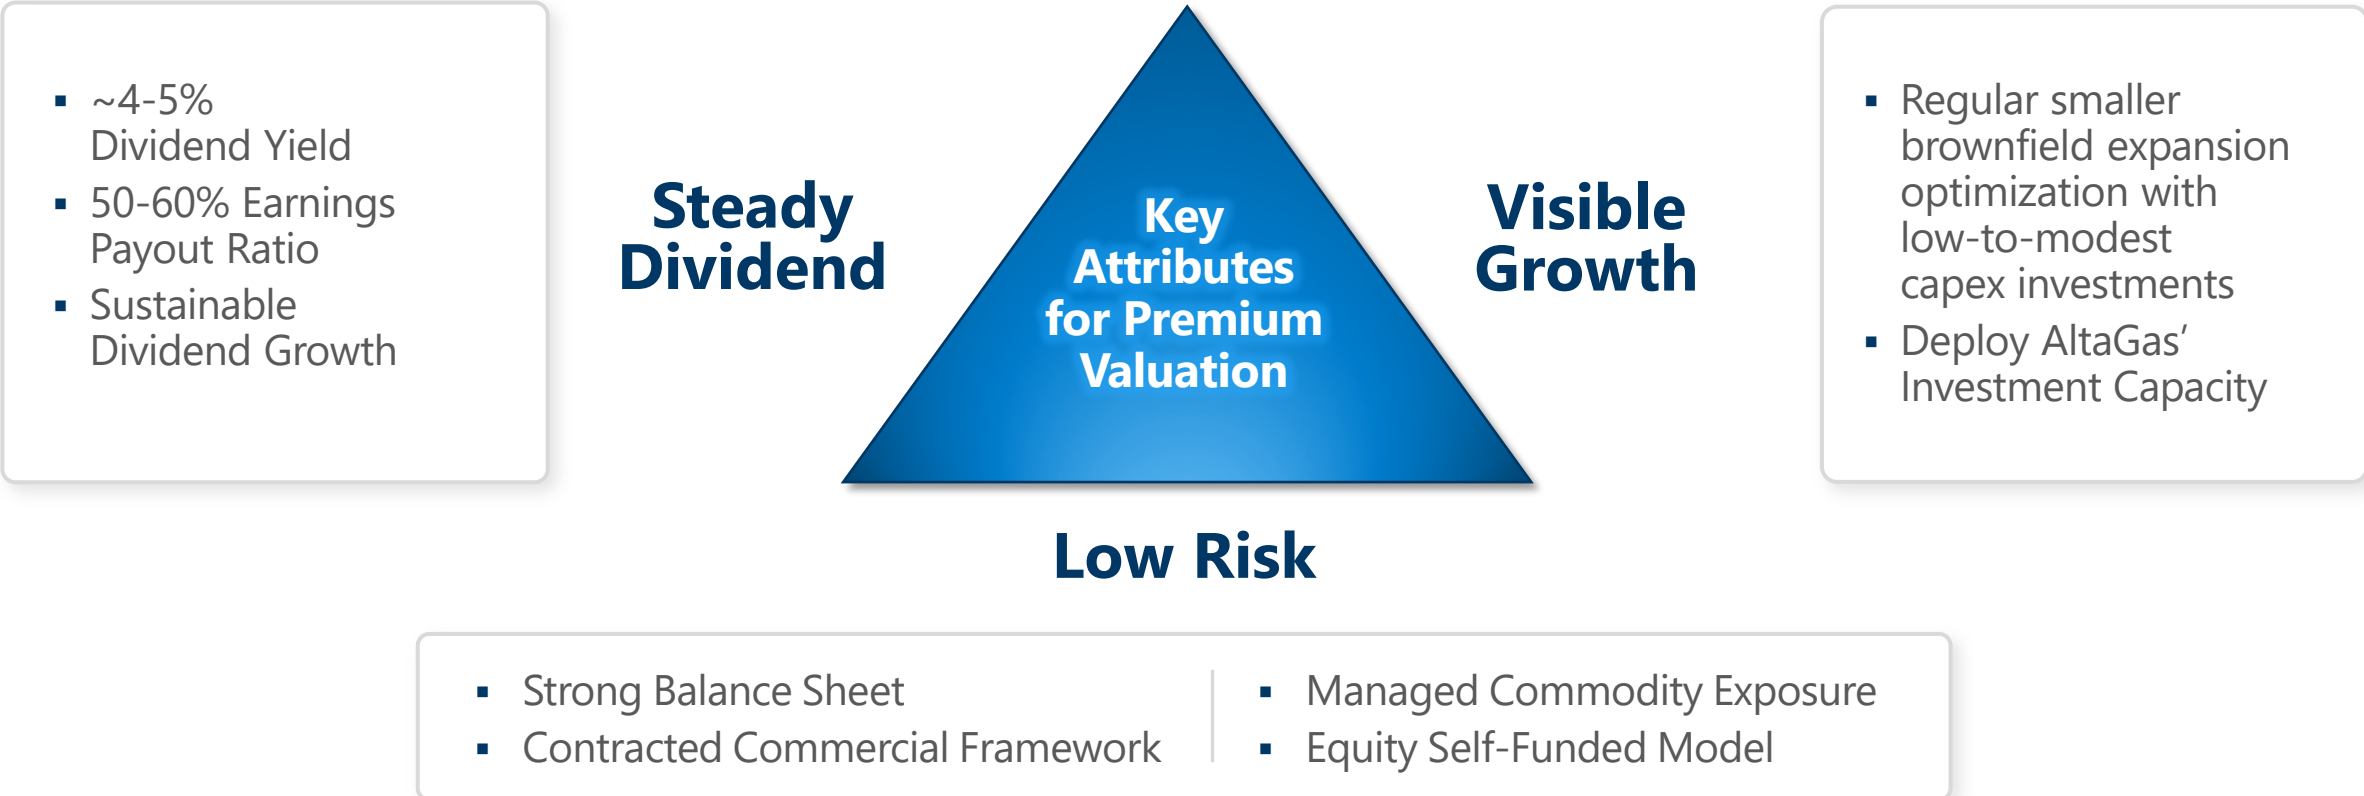 ~4-5%
Dividend Yield
50-60% Earnings
Payout Ratio
Sustainable
Dividend Growth
Steady
Dividend
Key
Attributes
for Premium
Valuation
Visible
Growth
Regular smaller
brownfield expansion
optimization with
low-to-modest
capex investments
Deploy AltaGas’
Investment Capacity
Low Risk
Strong Balance Sheet
Contracted Commercial Framework
Managed Commodity Exposure
Equity Self-Funded Model